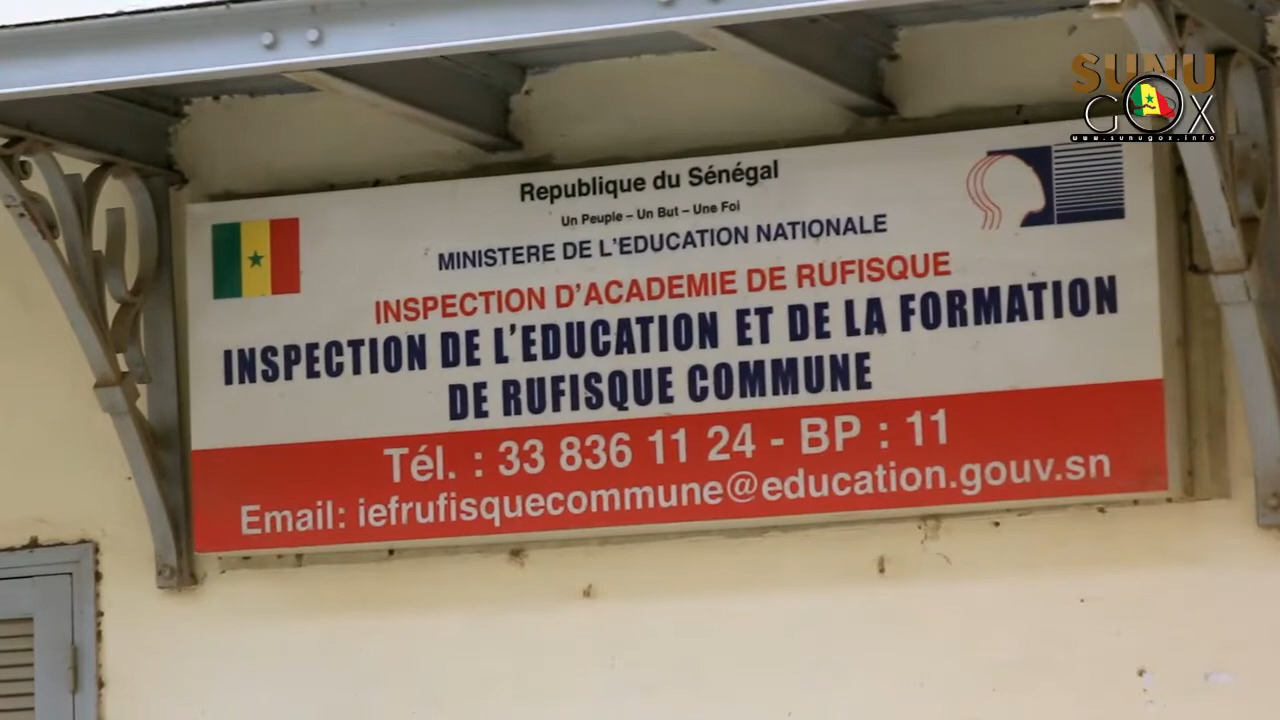 SUNU
GOX
www.sunugox.info
Republique du Sénégal
Un Peuple – Un But – Une Foi
MINISTERE DE L'EDUCATION NATIONALE
INSPECTION D'ACADEMIE DE RUFISQUE
INSPECTION DE L'EDUCATION ET DE LA FORMATION
DE RUFISQUE COMMUNE
Tél. : 33 836 11 24 - BP : 11
Email: iefrufisquecommune@education.gouv.sn